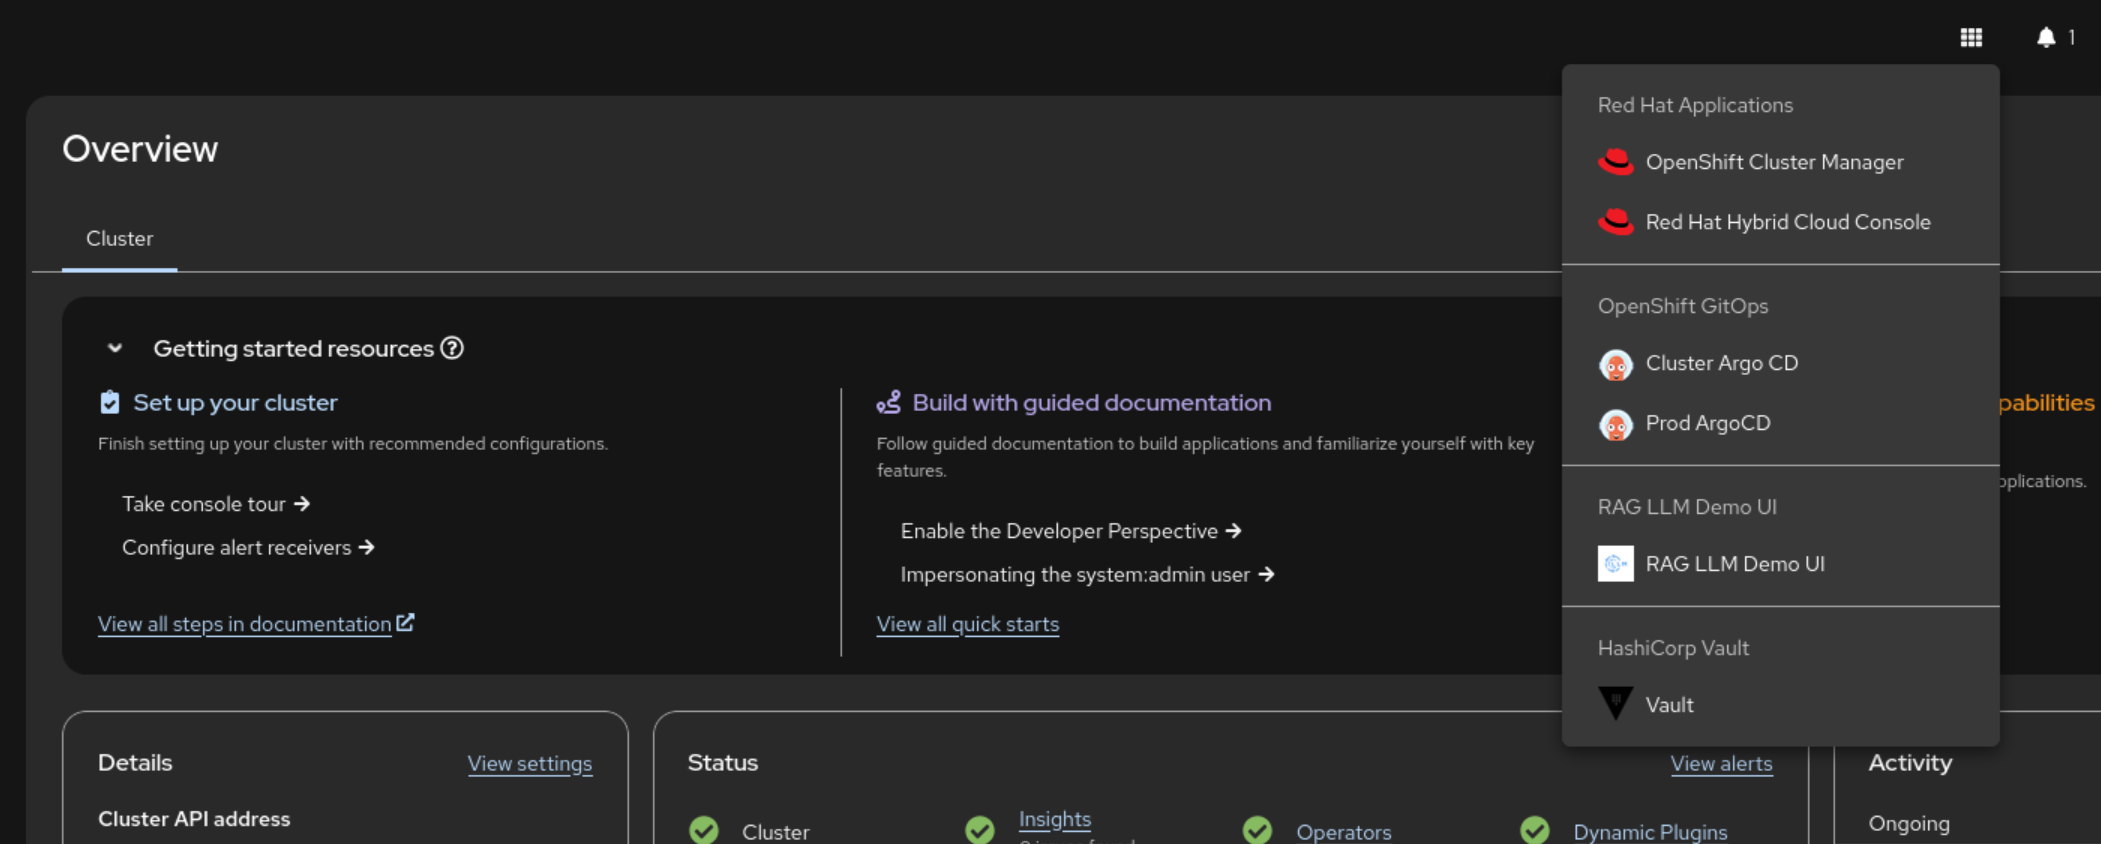 1
Overview
Cluster
Getting started resources
Set up your cluster
Finish setting up your cluster with recommended configurations.
Take console tour
Configure alert receivers
View all steps in documentation
Build with guided documentation
Follow guided documentation to build applications and familiarize yourself with key
features.
Enable the Developer Perspective
Impersonating the system:admin user
View all quick starts
Red Hat Applications
OpenShift Cluster Manager
Red Hat Hybrid Cloud Console
OpenShift GitOps
Cluster Argo CD
Prod ArgoCD
RAG LLM Demo UI
RAG LLM Demo UI
HashiCorp Vault
Vault
Details
View settings
Cluster API address
Status
View alerts
Cluster
Insights
Operators
Dynamic Plugins
Activity
Ongoing